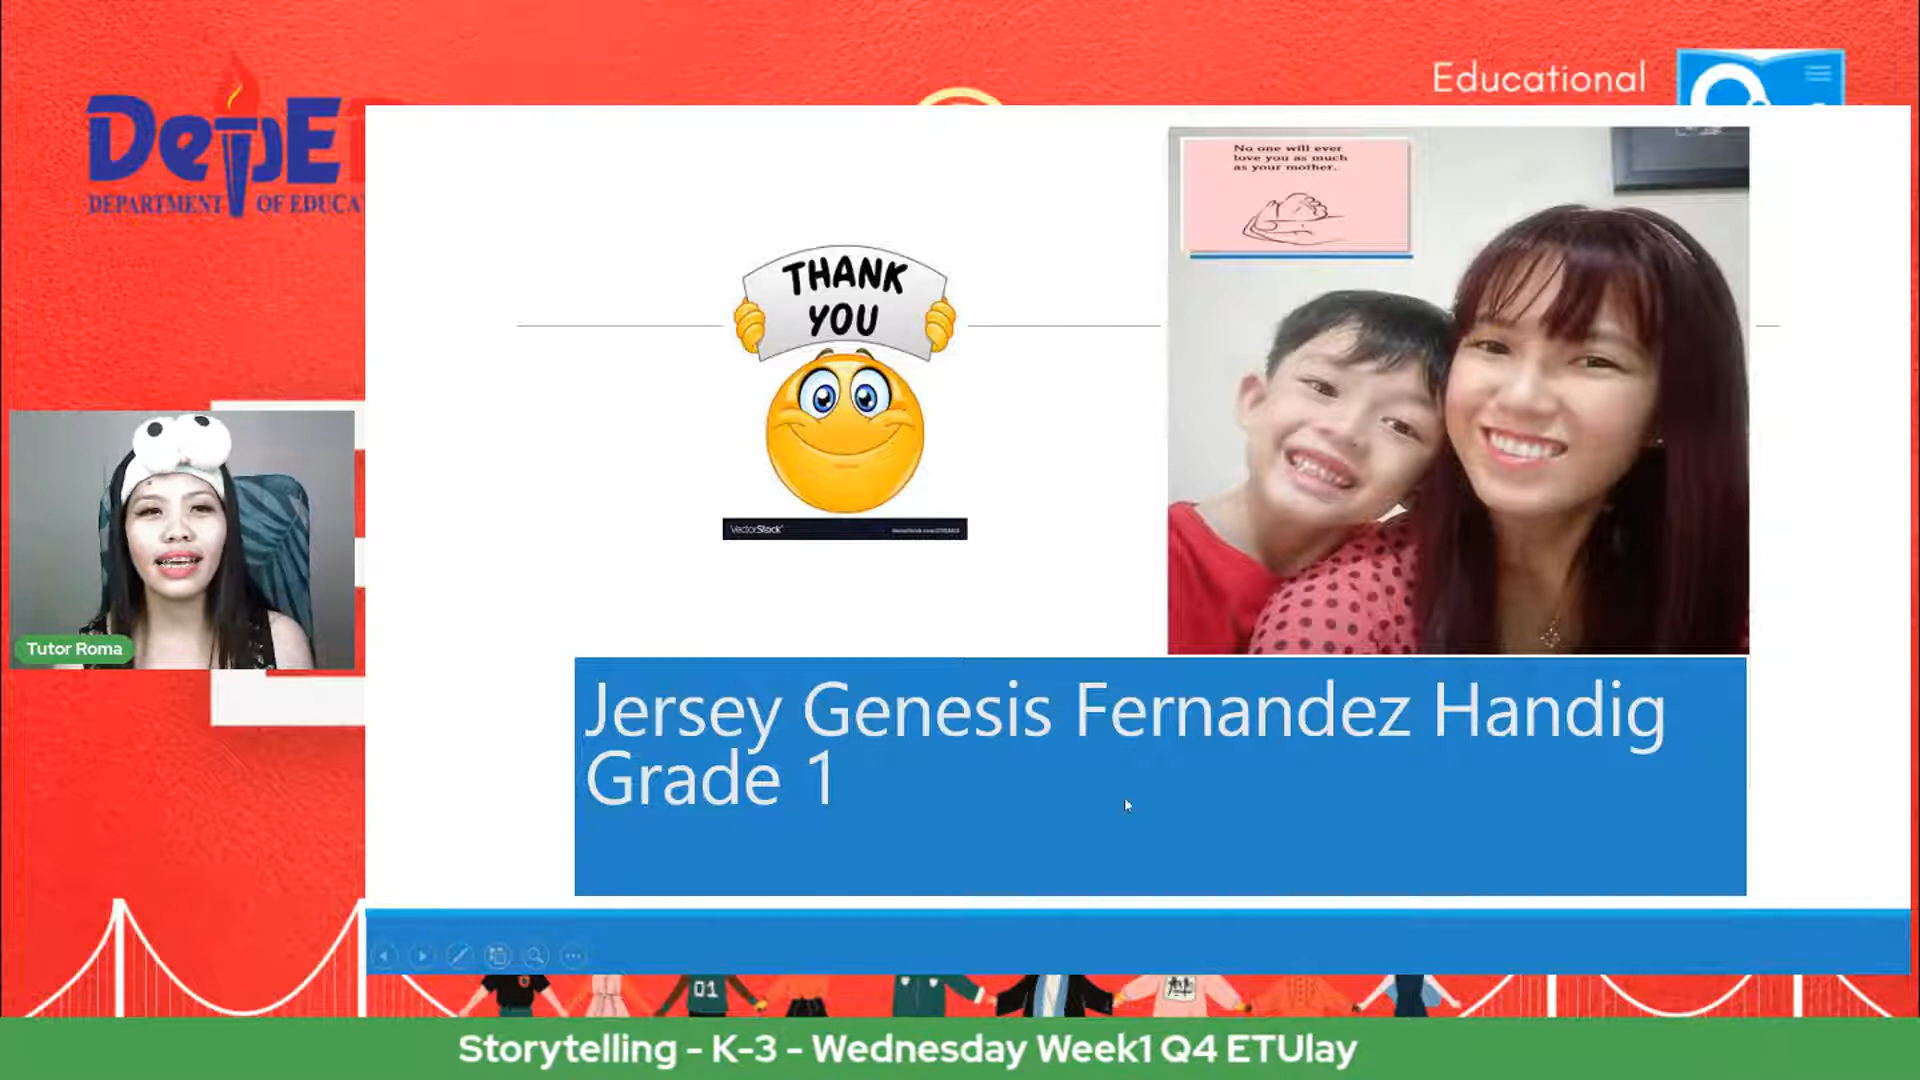 Educational
DepE
DEPARTMENT OF EDUCA
No one will ever
love you as much
as your mother.
THANK
YOU
VectorStock
Tutor Roma
Jersey Genesis Fernandez Handig
Grade 1
01
Storytelling - K-3 - Wednesday Week1 Q4 ETUlay